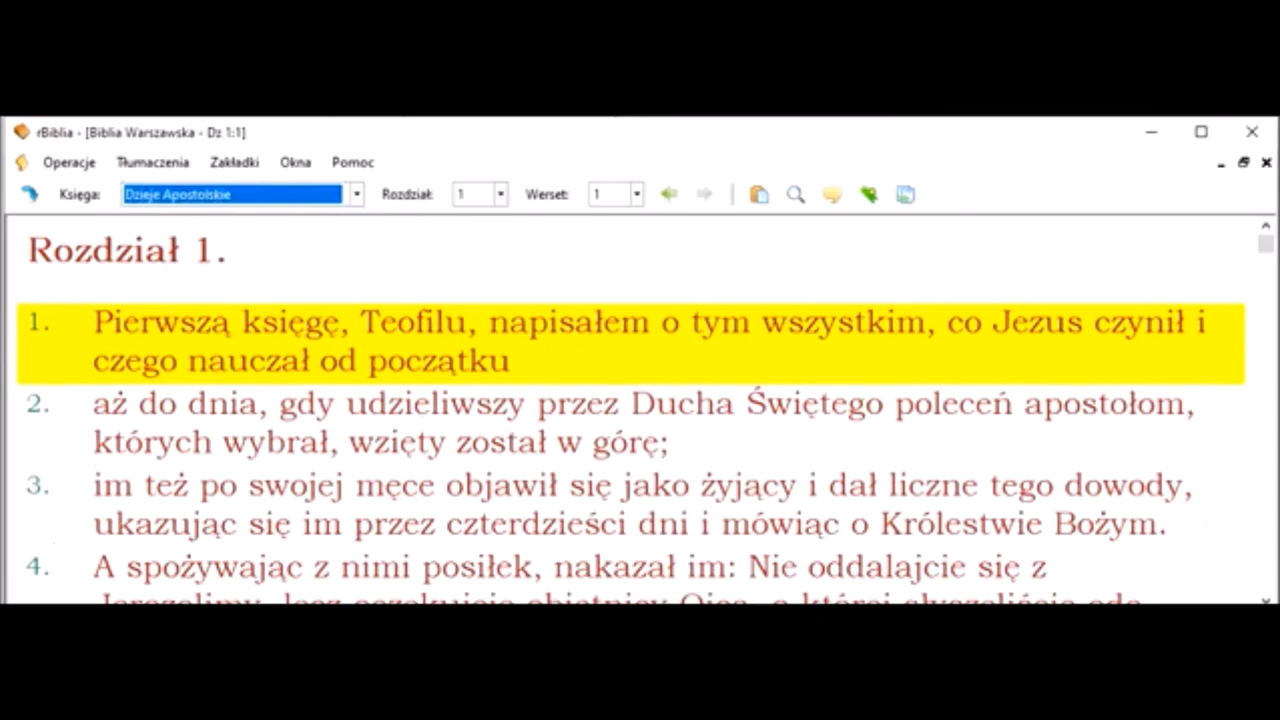 rBiblia - [Biblia Warszawska - Dz 1:1]
Operacje Tłumaczenia Zakładki Okna Pomoc
Księga: Dzieje Apostolskie Rozdział: 1 Werset: 1
Rozdział 1.
1. Pierwszą księgę, Teofilu, napisałem o tym wszystkim, co Jezus czynił i
czego nauczał od początku
2. aż do dnia, gdy udzieliwszy przez Ducha Świętego poleceń apostołom,
których wybrał, wzięty został w górę;
3. im też po swojej męce objawił się jako żyjący i dał liczne tego dowody,
ukazując się im przez czterdzieści dni i mówiąc o Królestwie Bożym.
4. A spożywając z nimi posiłek, nakazał im: Nie oddalajcie się z